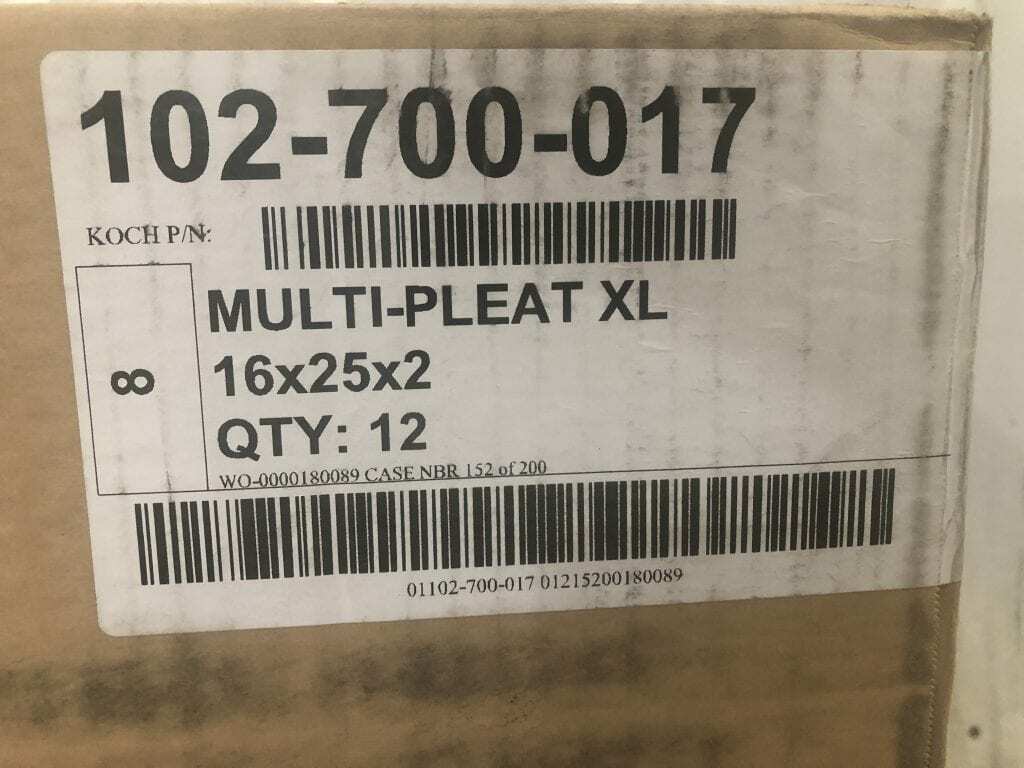 102-700-017
KOCH P/N:
MULTI-PLEAT XL
8
16x25x2
QTY: 12
WO-0000180089 CASE NBR 152 of 200
01102-700-017 01215200180089